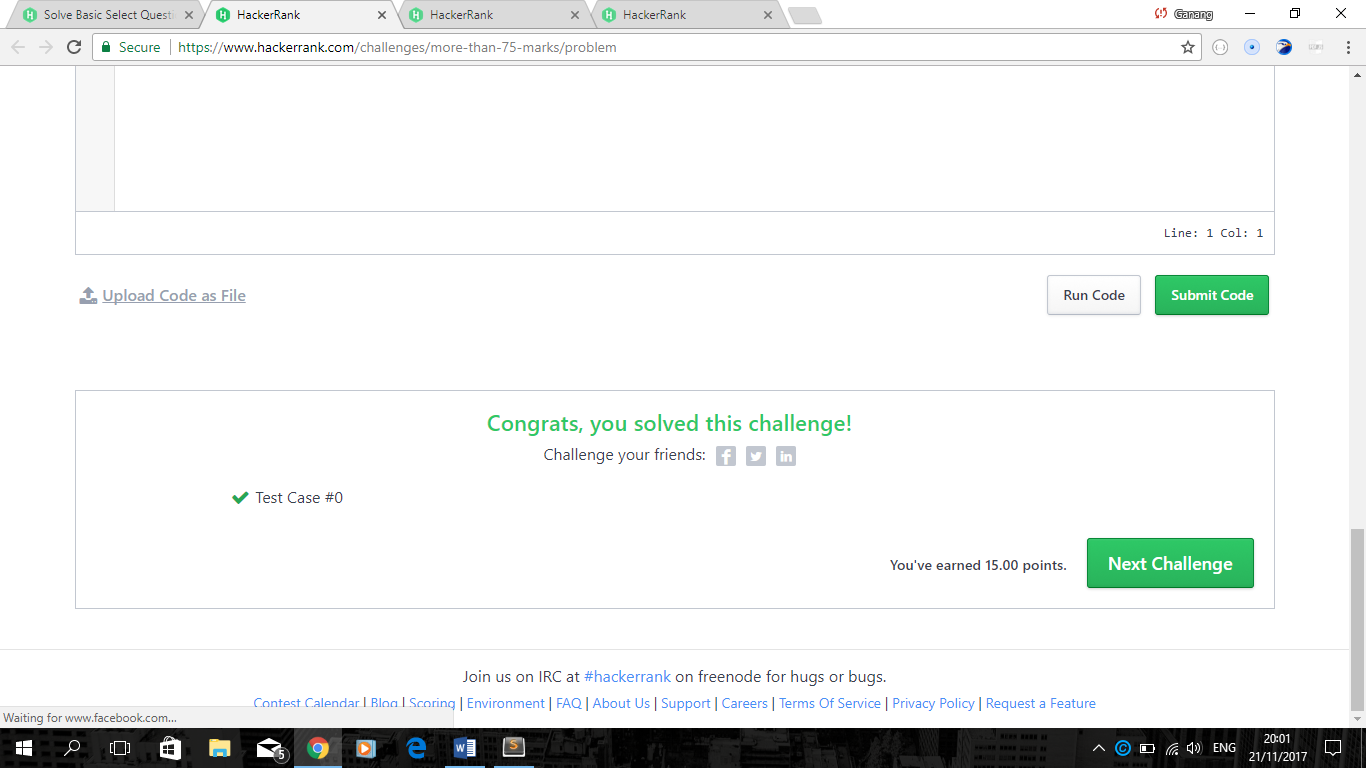 Solve Basic Select Questi
HackerRank
HackerRank
HackerRank
Ganang
Secure https://www.hackerrank.com/challenges/more-than-75-marks/problem
Line: 1 Col: 1
Upload Code as File
Run Code
Submit Code
Congrats, you solved this challenge!
Challenge your friends:
Test Case #0
You've earned 15.00 points.
Next Challenge
Join us on IRC at #hackerrank on freenode for hugs or bugs.
Contest Calendar | Blog | Scoring | Environment | FAQ | About Us | Support | Careers | Terms Of Service | Privacy Policy | Request a Feature
Waiting for www.facebook.com...
5
ENG
20:01
21/11/2017